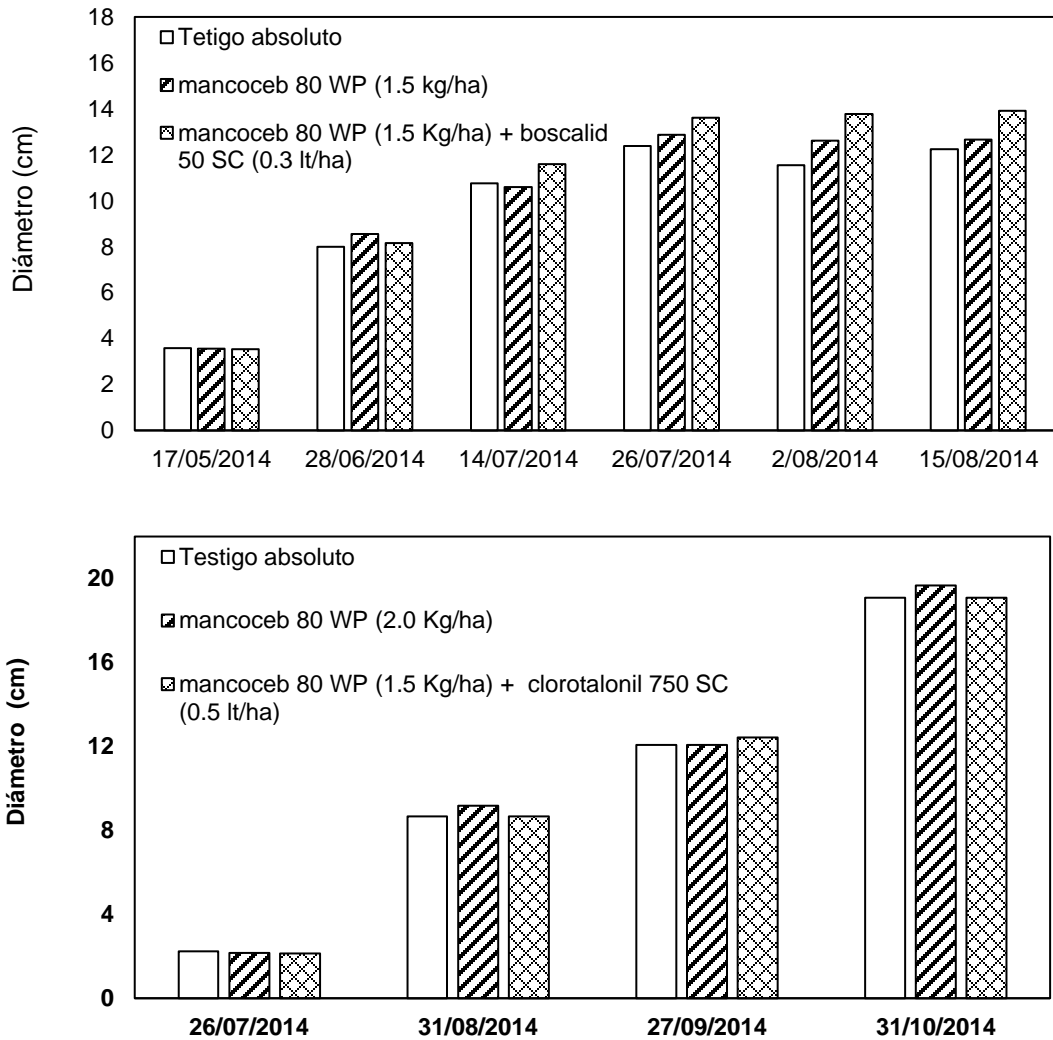 18
16
14
12
10
8
6
4
2
0
Diámetro (cm)
Tetigo absoluto
mancoceb 80 WP (1.5 kg/ha)
mancoceb 80 WP (1.5 Kg/ha) + boscalid
50 SC (0.3 lt/ha)
17/05/2014 28/06/2014 14/07/2014 26/07/2014 2/08/2014 15/08/2014
20
16
12
8
4
0
Diámetro (cm)
Testigo absoluto
mancoceb 80 WP (2.0 Kg/ha)
mancoceb 80 WP (1.5 Kg/ha) + clorotalonil 750 SC
(0.5 lt/ha)
26/07/2014 31/08/2014 27/09/2014 31/10/2014